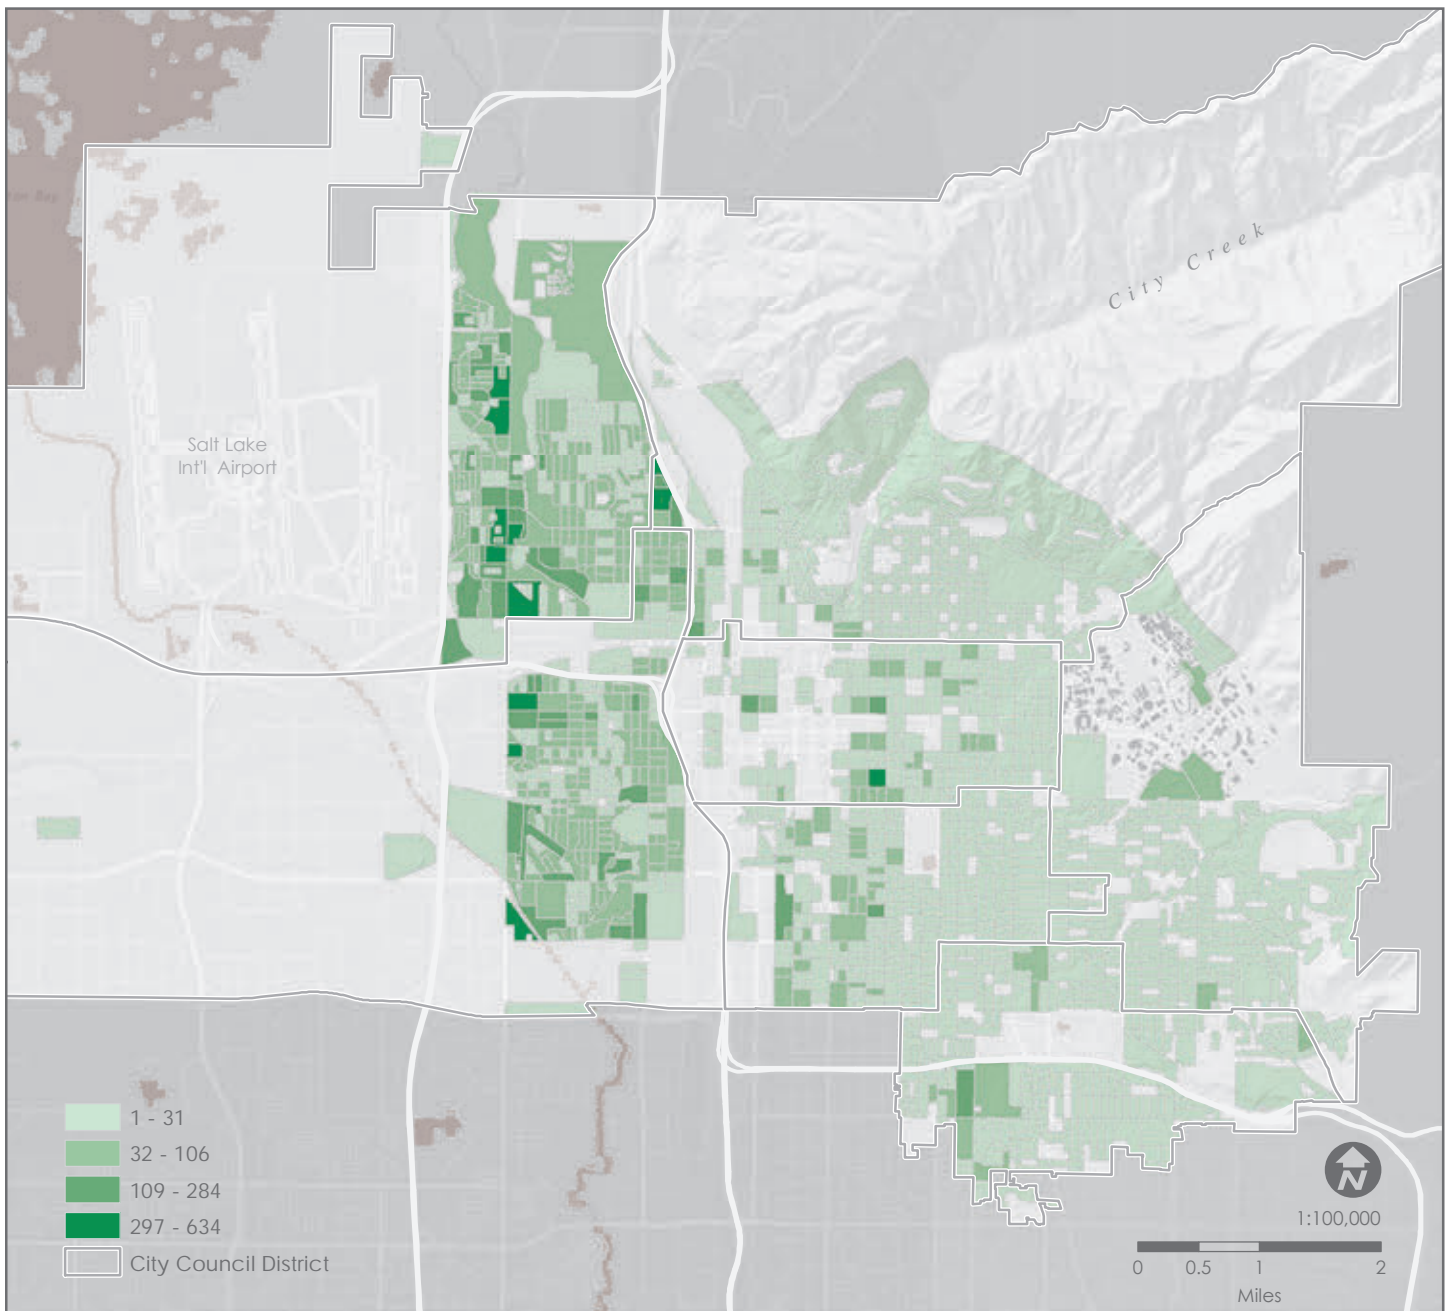 City Creek
Salt Lake
Int'l Airport
1 - 31
32 - 106
109 - 284
297 - 634
City Council District
N
1:100,000
0 0.5 1 2
Miles